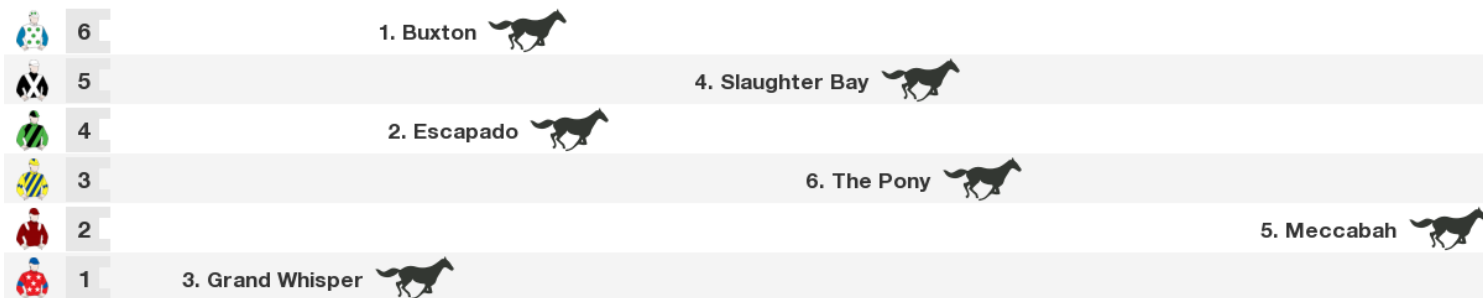 6 1. Buxton
5 4. Slaughter Bay
4 2. Escapado
3 6. The Pony
2 5. Meccabah
1 3. Grand Whisper